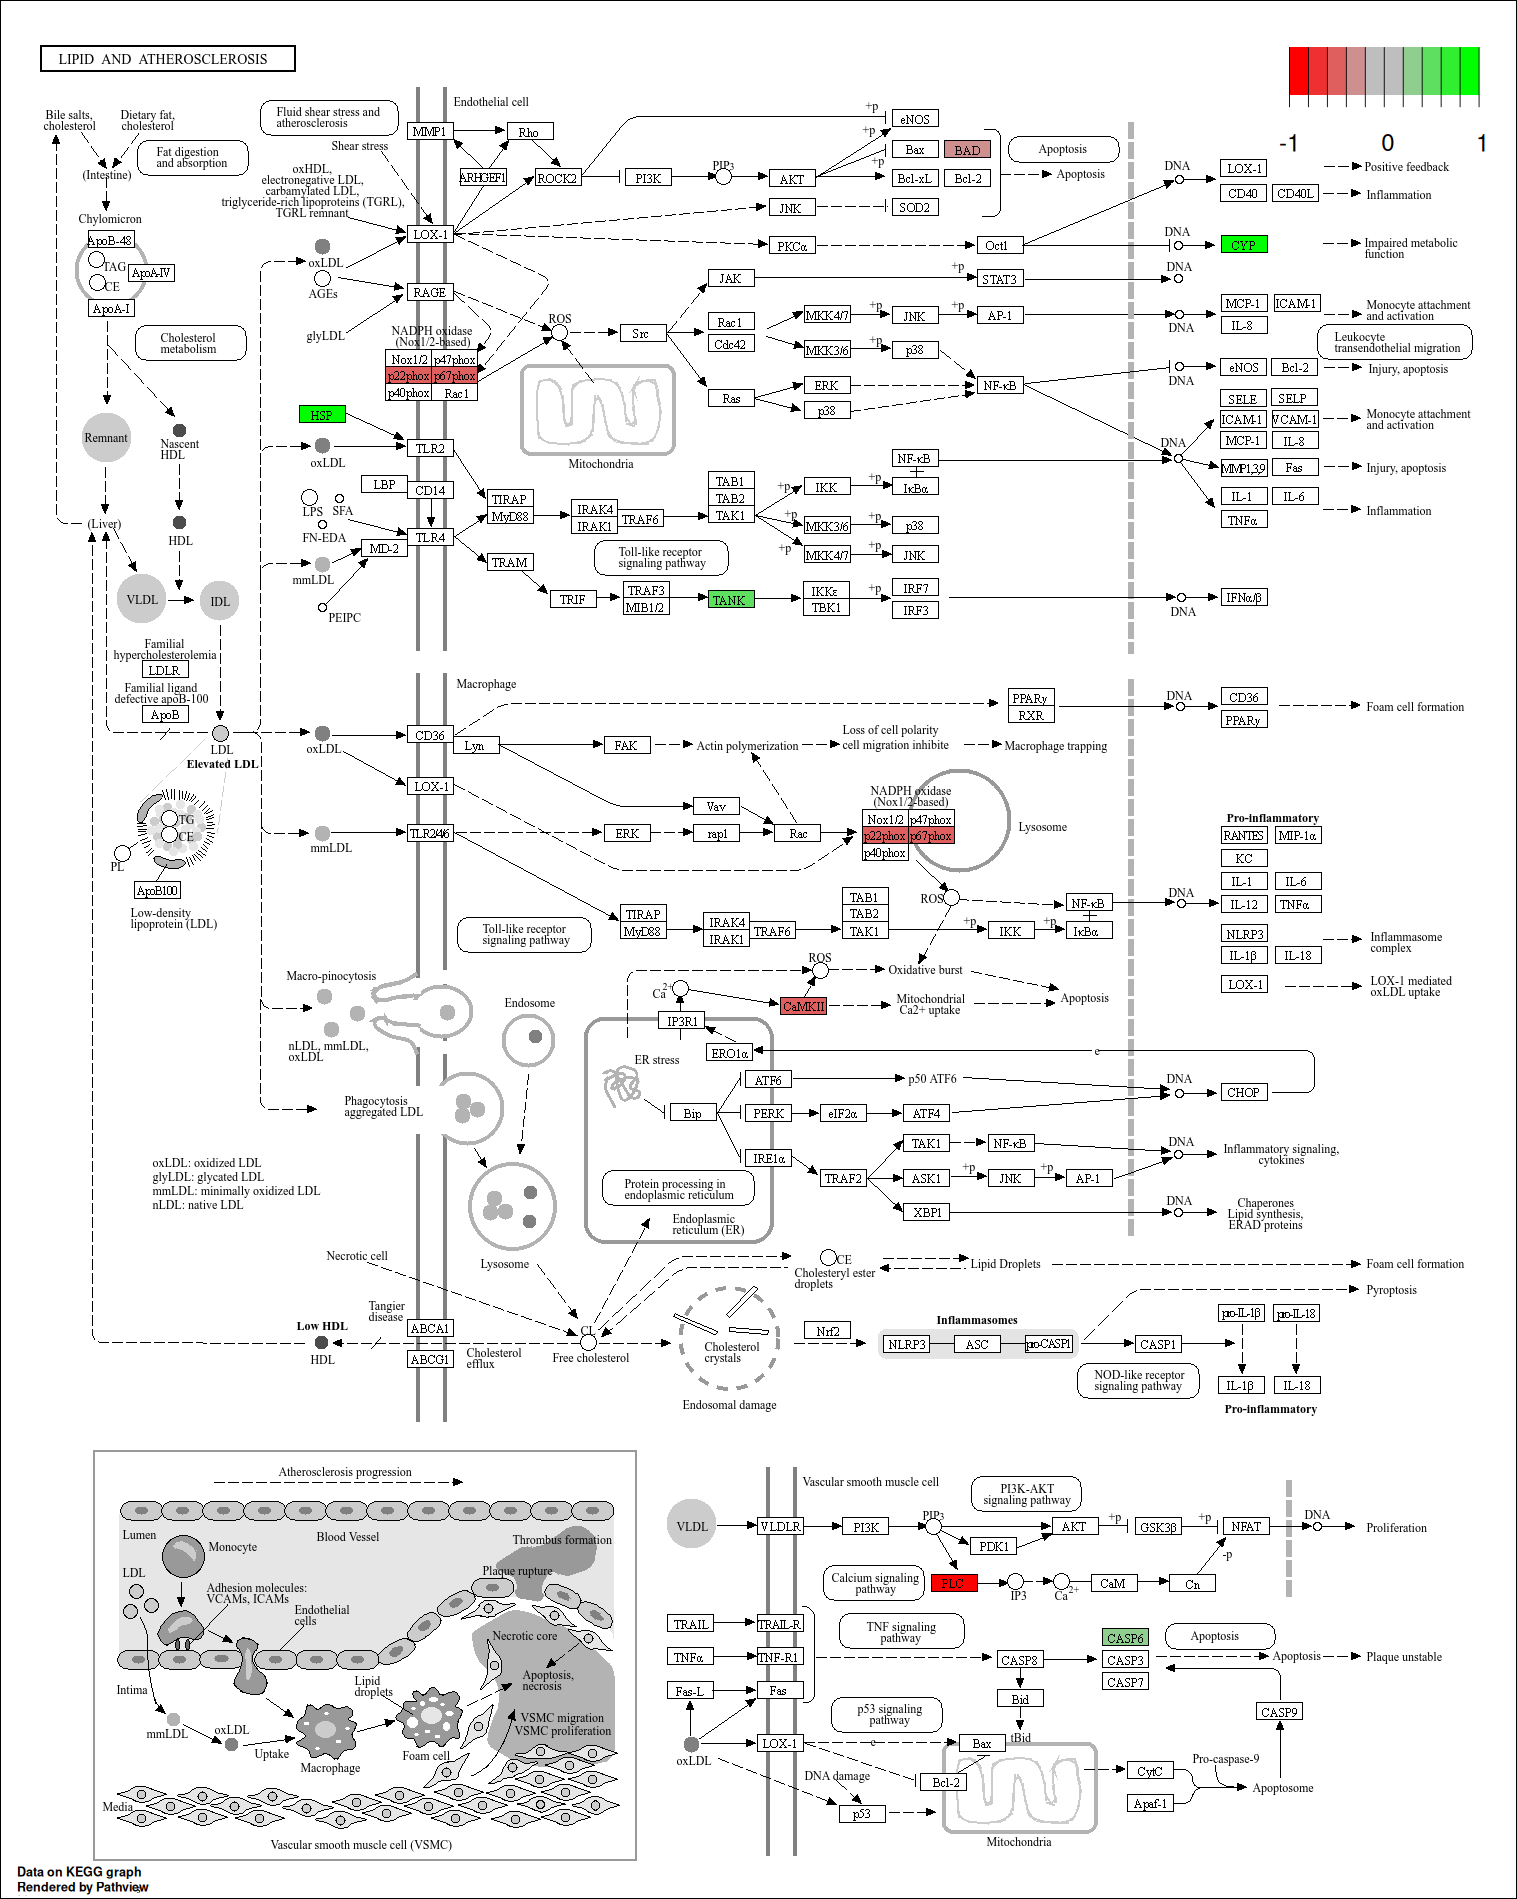 LIPID AND ATHEROSCLEROSIS
-1
0
1
Bile salts,
cholesterol
Dietary fat,
cholesterol
Fat digestion
and absorption
(Intestine)
Chylomicron
ApoB-48
TAG
CE
ApoA-IV
ApoA-I
Cholesterol
metabolism
Remnant
Nascent
HDL
(Liver)
HDL
VLDL
IDL
Familial
hypercholesterolemia
LDLR
Familial ligand
defective apoB-100
ApoB
LDL
Elevated LDL
TG
CE
PL
ApoB100
Low-density
lipoprotein (LDL)
Fluid shear stress and
atherosclerosis
Shear stress
oxHDL,
electronegative LDL,
carbamylated LDL,
triglyceride-rich lipoproteins (TGRL),
TGRL remnant
oxLDL
AGEs
glyLDL
HSP
oxLDL
LBP
LPS
SFA
FN-EDA
MD-2
mmLDL
PEIPC
Endothelial cell
MMP1
Rho
ARHGEF1
ROCK2
LOX-1
RAGE
NADPH oxidase
(Nox1/2-based)
Nox1/2
p47phox
p22phox
p67phox
p40phox
Rac1
TLR2
CD14
TLR4
PI3K
PIP3
AKT
+p
+p
+p
eNOS
Bax
BAD
Bcl-xL
Bcl-2
Apoptosis
Apoptosis
JNK
SOD2
PKCα
Oct1
ROS
Src
Mitochondria
JAK
+p
STAT3
Rac1
Cdc42
MKK4/7
+p
JNK
+p
AP-1
MKK3/6
+p
p38
Ras
ERK
p38
NF-κB
TIRAP
MyD88
IRAK4
IRAK1
TRAF6
TAB1
TAB2
TAK1
+p
IKK
+p
NF-κB
IκBα
+p
MKK3/6
+p
p38
+p
MKK4/7
+p
JNK
Toll-like receptor
signaling pathway
TRAM
TRIF
TRAF3
MIB1/2
TANK
IKKε
TBK1
+p
IRF7
IRF3
DNA
LOX-1
Positive feedback
CD40
CD40L
Inflammation
DNA
CYP
Impaired metabolic
function
DNA
DNA
MCP-1
ICAM-1
IL-8
Monocyte attachment
and activation
Leukocyte
transendothelial migration
DNA
eNOS
Bcl-2
Injury, apoptosis
SELE
SELP
ICAM-1
VCAM-1
MCP-1
IL-8
Monocyte attachment
and activation
DNA
MMP1,3,9
Fas
Injury, apoptosis
IL-1
IL-6
TNFα
Inflammation
DNA
IFNα/β
Macrophage
oxLDL
CD36
Lyn
FAK
Actin polymerization
Loss of cell polarity
cell migration inhibite
Macrophage trapping
PPARγ
RXR
DNA
CD36
PPARγ
Foam cell formation
LOX-1
Vav
mmLDL
TLR2/4/6
ERK
rap1
Rac
NADPH oxidase
(Nox1/2-based)
Nox1/2
p47phox
p22phox
p67phox
p40phox
Lysosome
ROS
Toll-like receptor
signaling pathway
TIRAP
MyD88
IRAK4
IRAK1
TRAF6
TAB1
TAB2
TAK1
+p
IKK
+p
NF-κB
IκBα
DNA
Pro-inflammatory
RANTES
MIP-1α
KC
IL-1
IL-6
IL-12
TNFα
NLRP3
IL-1β
IL-18
Inflammasome
complex
LOX-1
LOX-1 mediated
oxLDL uptake
Macro-pinocytosis
nLDL, mmLDL,
oxLDL
Endosome
Phagocytosis
aggregated LDL
Lysosome
Ca2+
ROS
Oxidative burst
CaMKII
Mitochondrial
Ca2+ uptake
Apoptosis
IP3R1
ERO1α
e
ER stress
Bip
ATF6
p50 ATF6
PERK
eIF2α
ATF4
IRE1α
TRAF2
TAK1
NF-κB
ASK1
+p
JNK
+p
AP-1
XBP1
DNA
CHOP
DNA
Inflammatory signaling,
cytokines
DNA
Chaperones
Lipid synthesis,
ERAD proteins
Protein processing in
endoplasmic reticulum
Endoplasmic
reticulum (ER)
oxLDL: oxidized LDL
glyLDL: glycated LDL
mmLDL: minimally oxidized LDL
nLDL: native LDL
Necrotic cell
Tangier
disease
Low HDL
HDL
ABCA1
ABCG1
Cholesterol
efflux
CL
Free cholesterol
CE
Cholesteryl ester
droplets
Lipid Droplets
Foam cell formation
Cholesterol
crystals
Endosomal damage
Nrf2
Inflammasomes
NLRP3
ASC
pro-CASP1
Pyroptosis
CASP1
NOD-like receptor
signaling pathway
pro-IL-1β
pro-IL-18
IL-1β
IL-18
Pro-inflammatory
Atherosclerosis progression
Lumen
Blood Vessel
Monocyte
LDL
Thrombus formation
Plaque rupture
Adhesion molecules:
VCAMs, ICAMs
Endothelial
cells
Necrotic core
Apoptosis,
necrosis
Intima
Lipid
droplets
mmLDL
oxLDL
Uptake
Macrophage
Foam cell
VSMC migration
VSMC proliferation
Media
Vascular smooth muscle cell (VSMC)
Vascular smooth muscle cell
VLDL
VLDLR
PI3K
PIP3
PDK1
PI3K-AKT
signaling pathway
AKT
+p
GSK3β
+p
NFAT
DNA
Proliferation
-p
Calcium signaling
pathway
PLC
IP3
Ca2+
CaM
Cn
TRAIL
TRAIL-R
TNFα
TNF-R1
Fas-L
Fas
TNF signaling
pathway
CASP8
CASP6
CASP3
CASP7
Apoptosis
Apoptosis
Plaque unstable
Bid
tBid
p53 signaling
pathway
oxLDL
LOX-1
e
Bax
Bcl-2
DNA damage
p53
Mitochondria
CytC
Apaf-1
Pro-caspase-9
Apoptosome
CASP9
Data on KEGG graph
Rendered by Pathview